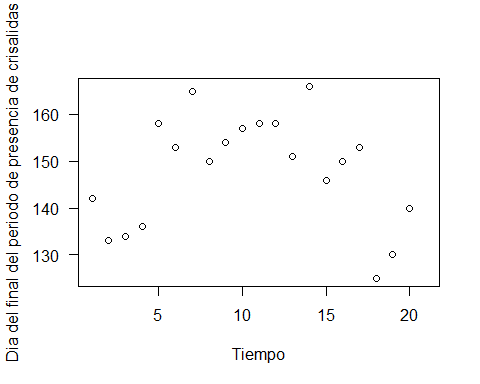 Dia del final del periodo de presencia de crisalidas
160
150
140
130
5 10 15 20
Tiempo